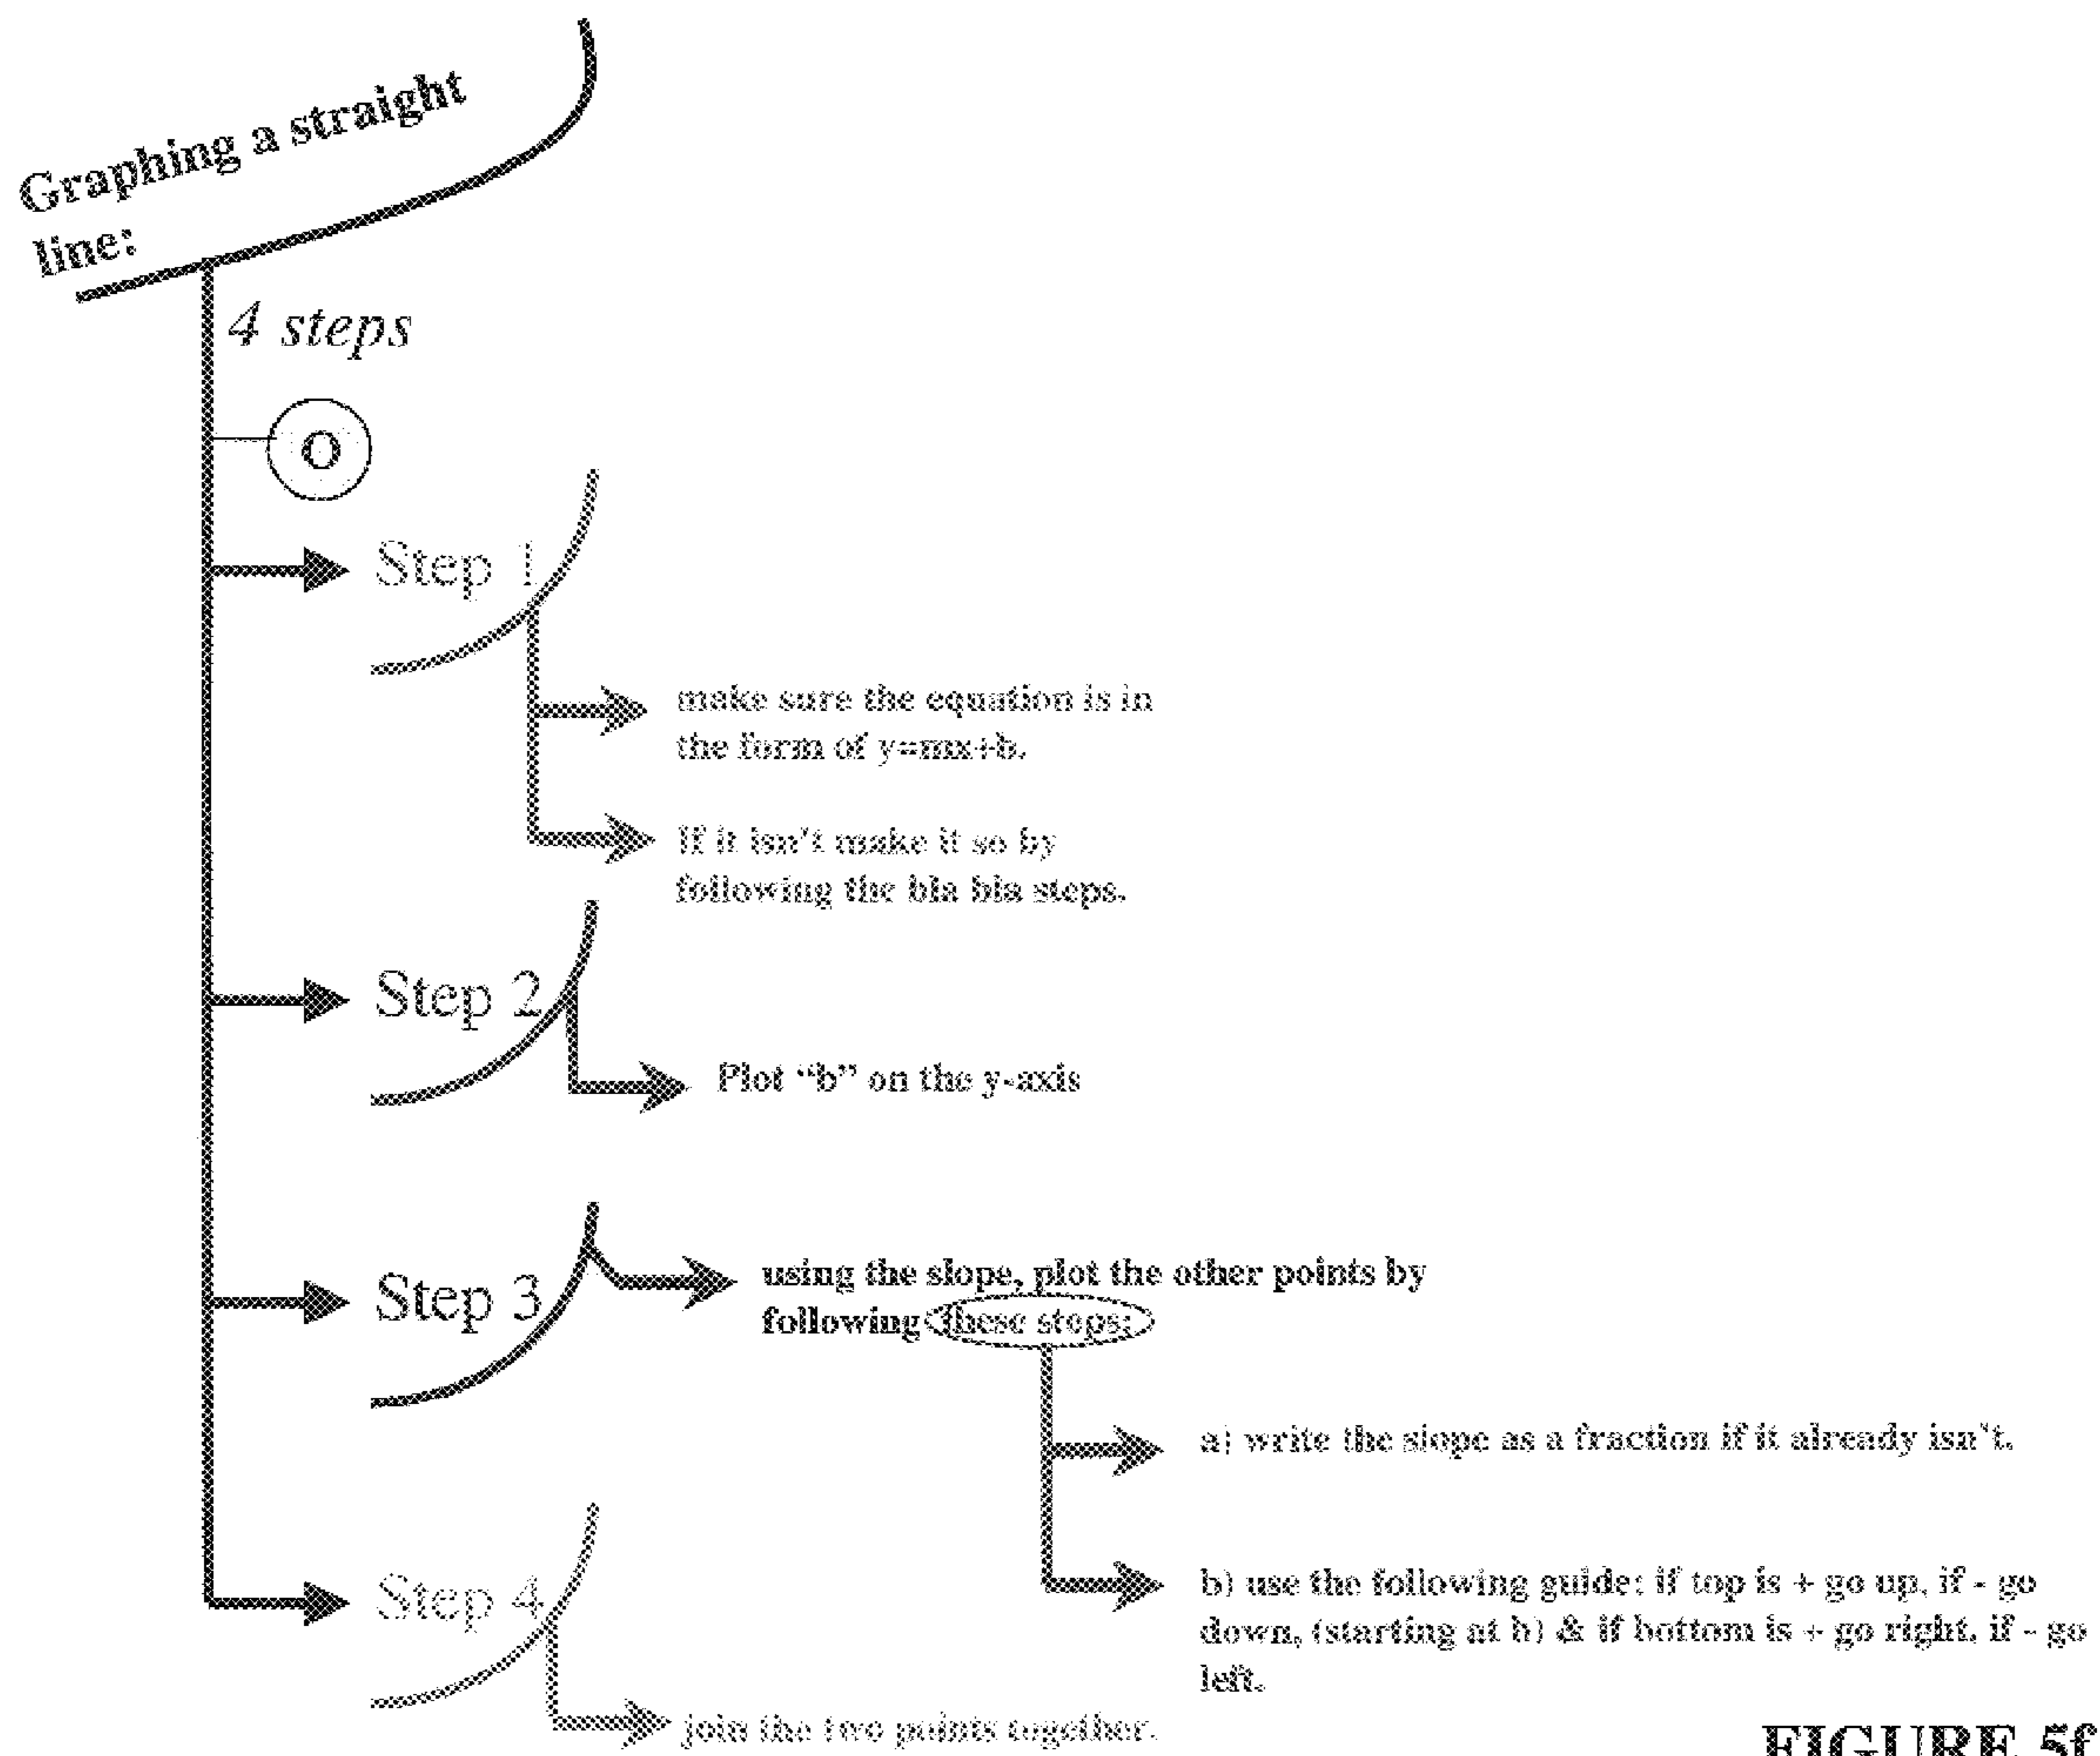 Graphing a straight
line:
4 steps
O
Step 1
make sure the equation is in
the form of y=mx+b.
If it isn't make it so by
following the bla bla steps.
Step 2
Plot “b” on the y-axis
Step 3
using the slope, plot the other points by
following these steps:
a) write the slope as a fraction if it already isn't.
b) use the following guide: if top is + go up, if - go
down, (starting at b) & if bottom is + go right, if - go
left.
Step 4
join the two points together.
FIGURE 5f